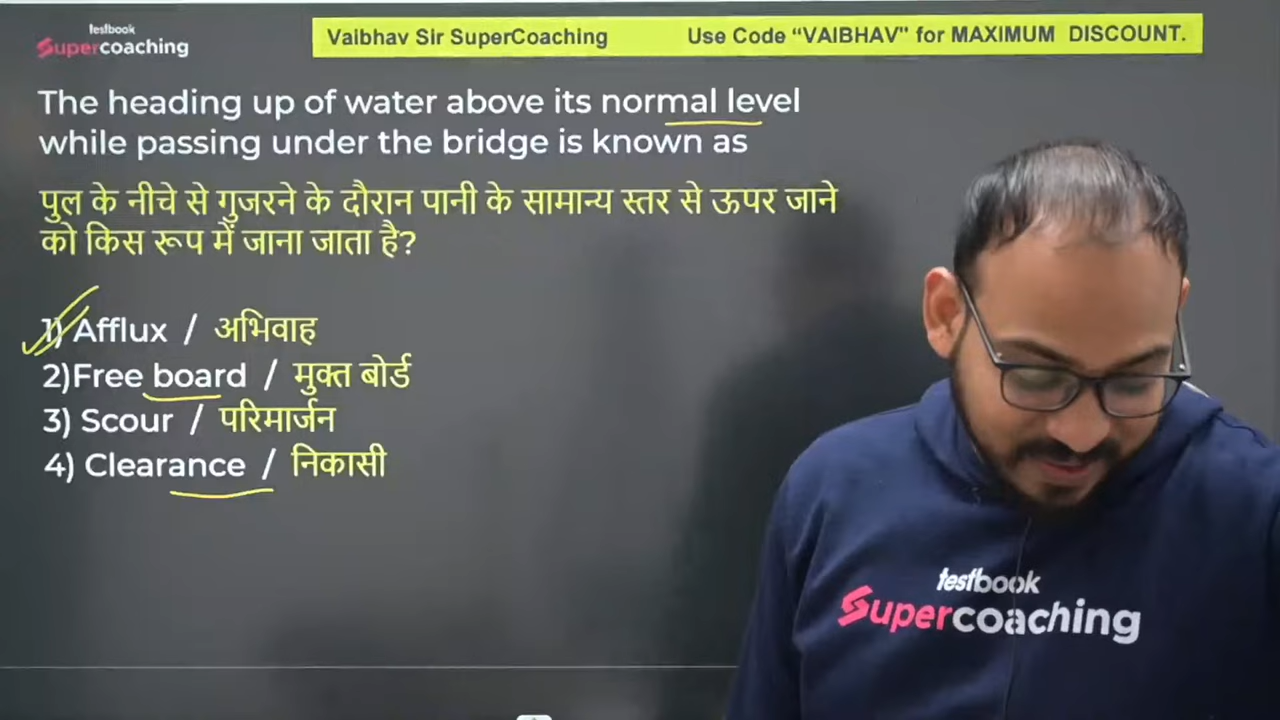 testbook
Supercoaching
Vaibhav Sir SuperCoaching Use Code “VAIBHAV" for MAXIMUM DISCOUNT.
The heading up of water above its normal level
while passing under the bridge is known as
पुल के नीचे से गुजरने के दौरान पानी के सामान्य स्तर से ऊपर जाने
को किस रूप में जाना जाता है?
1) Afflux / अभिवाह
2)Free board / मुक्त बोर्ड
3) Scour / परिमार्जन
4) Clearance / निकासी
testbook
Supercoaching